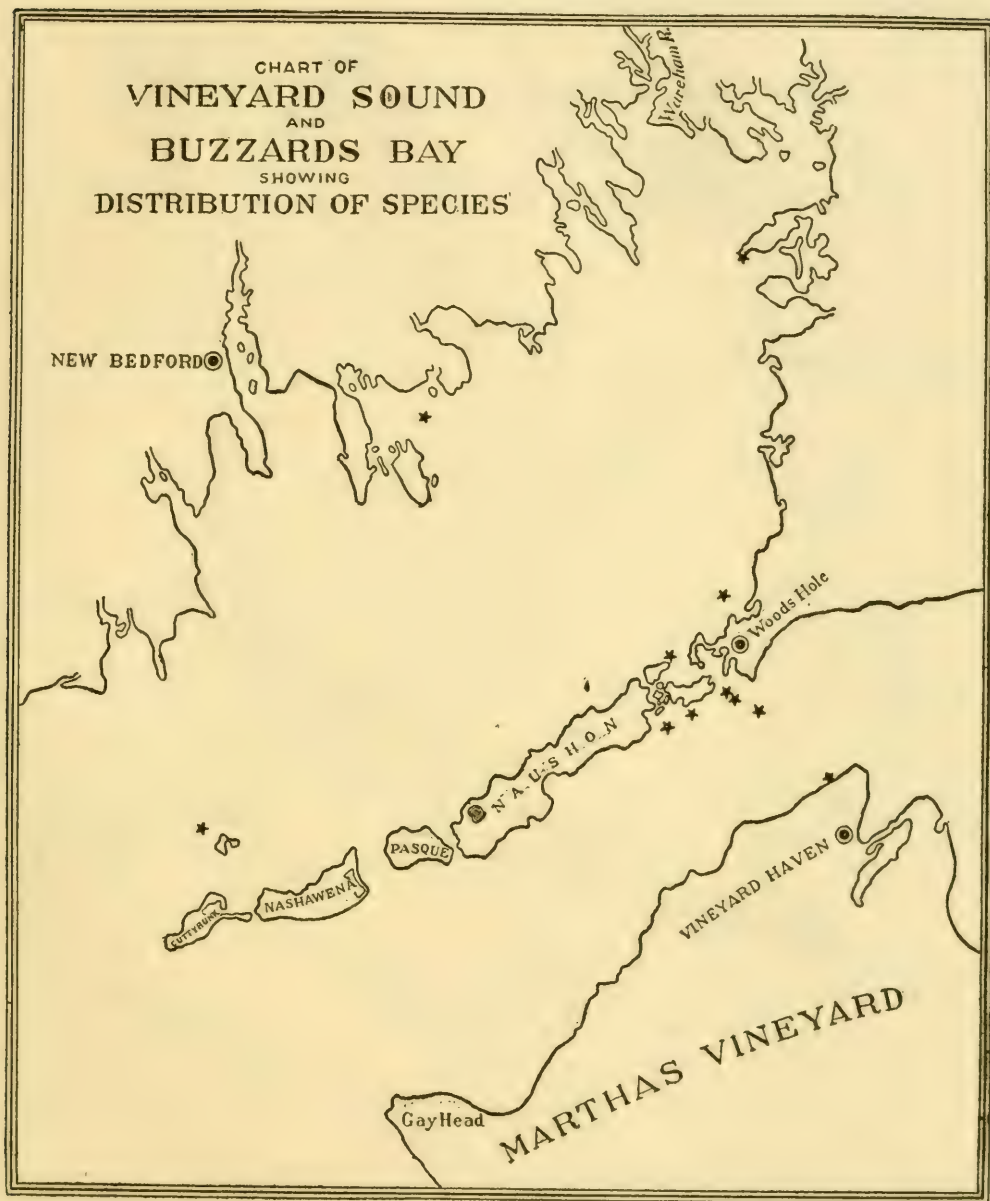 CHART OF
VINEYARD SOUND
AND
BUZZARDS BAY
SHOWING
DISTRIBUTION OF SPECIES
Wareham R.
NEW BEDFORD
Woods Hole
NAUSHON
PASQUE
NASHAWENA
CUTTYHUNK
VINEYARD HAVEN
MARTHAS VINEYARD
Gay Head